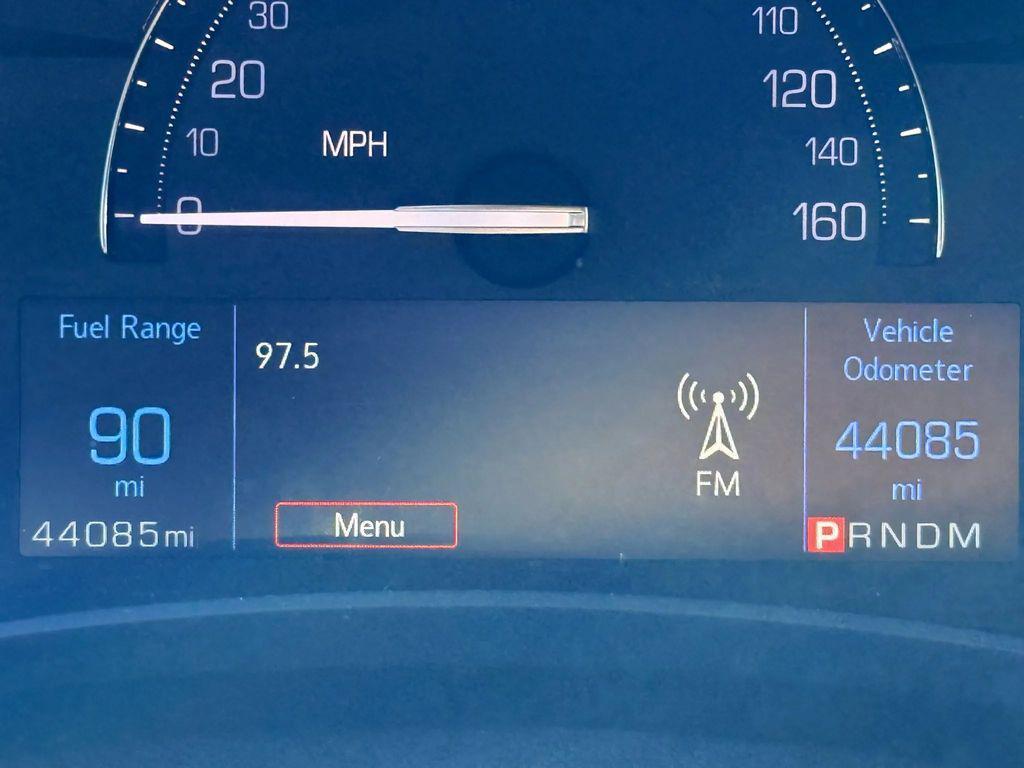 30
110
20
120
10
MPH
140
0
160
Fuel Range
90
mi
44085mi
97.5
Menu
FM
Vehicle
Odometer
44085
mi
PRNDM